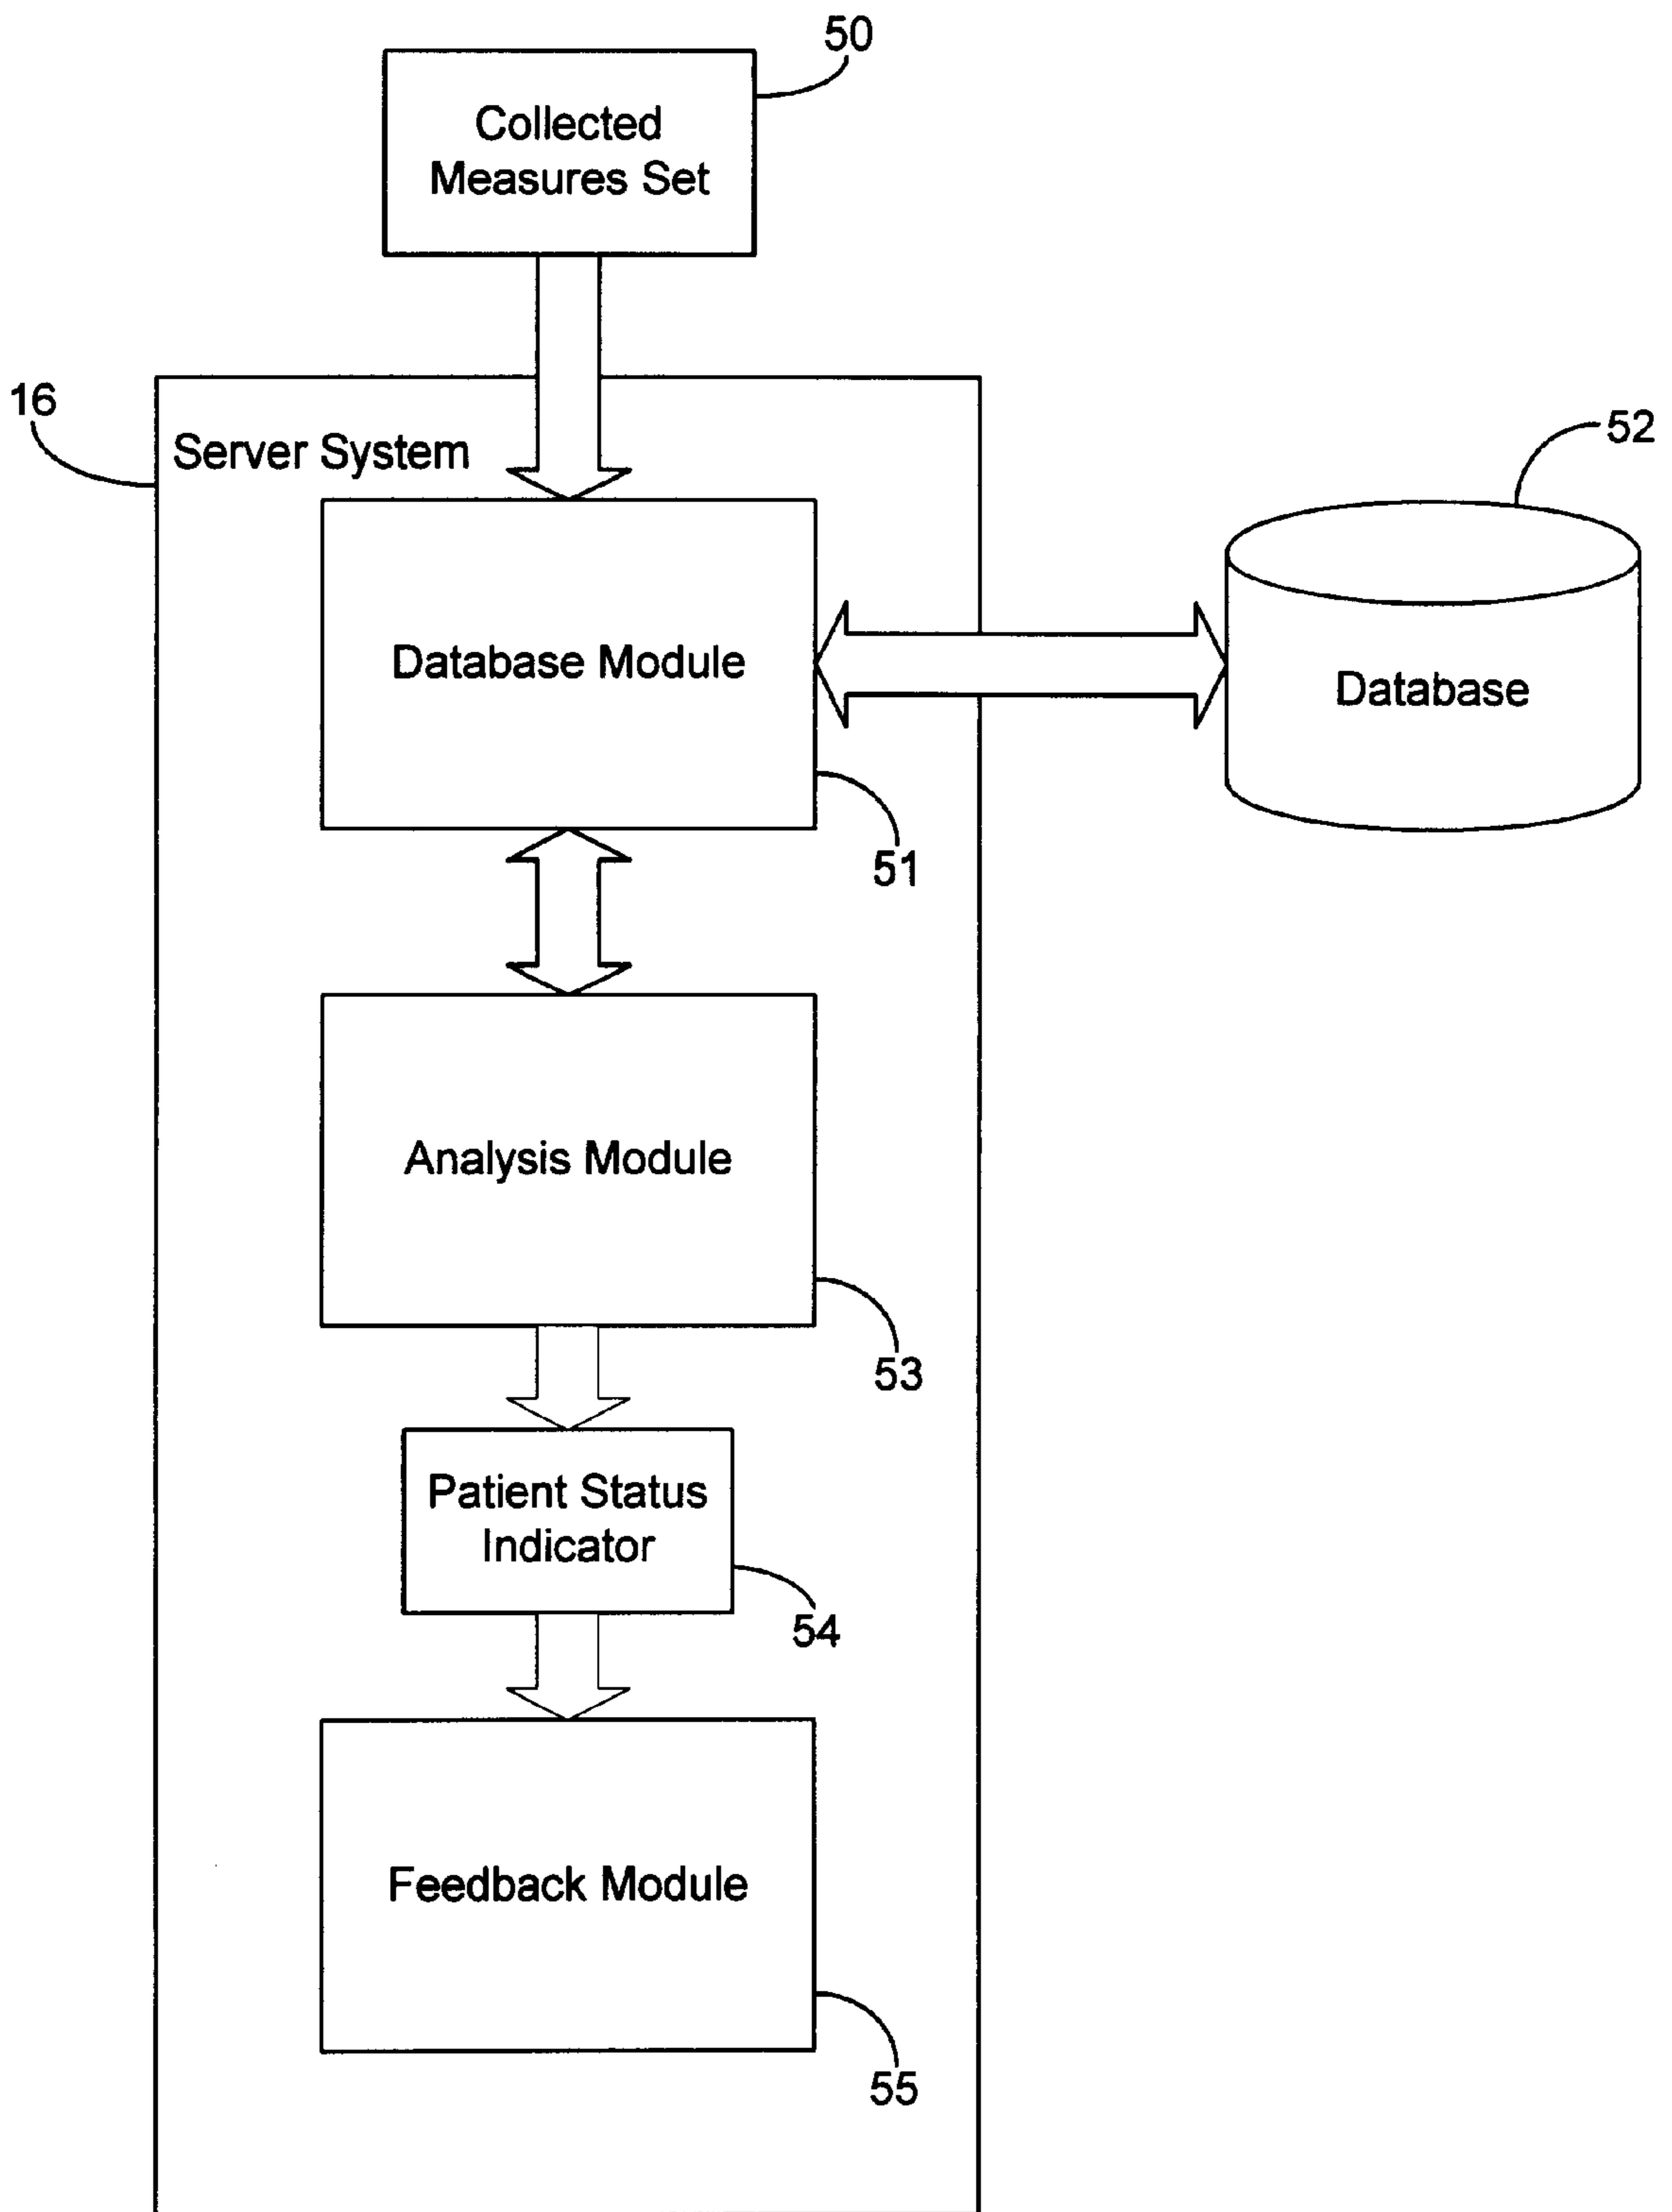 50
Collected
Measures Set
16
Server System
52
Database Module
Database
51
Analysis Module
53
Patient Status
Indicator
54
Feedback Module
55